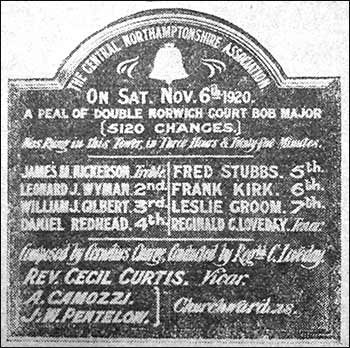 THE CENTRAL NORTHAMPTONSHIRE ASSOCIATION
ON SAT. NOV. 6th 1920.
A PEAL OF DOUBLE NORWICH COURT BOB MAJOR
{5120 CHANGES.}
Was Rung in this Tower, in Three Hours & Twenty-five Minutes.
JAMES M. NICKERSON. Treble. FRED STUBBS. 5th.
LEONARD J. WYMAN. 2nd. FRANK KIRK. 6th.
WILLIAM J. GILBERT. 3rd. LESLIE GROOM. 7th.
DANIEL REDHEAD. 4th. REGINALD C. LOVEDAY. Tenor.
Composed by Cornelius Charge, Conducted by Regld. C. Loveday.
REV. CECIL CURTIS. Vicar.
A. CAMOZZI.
J. W. PENTELOW. } Churchwardens.